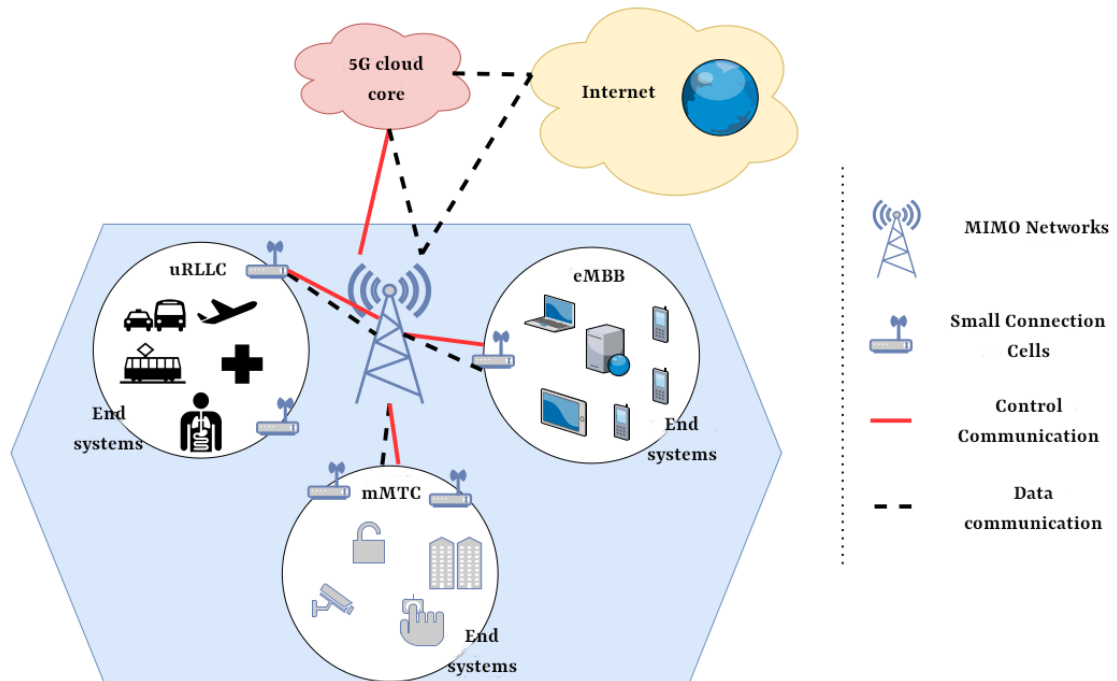 5G cloud
core
Internet
uRLLC
End
systems
eMBB
End
systems
mMTC
End
systems
MIMO Networks
Small Connection
Cells
Control
Communication
Data
communication